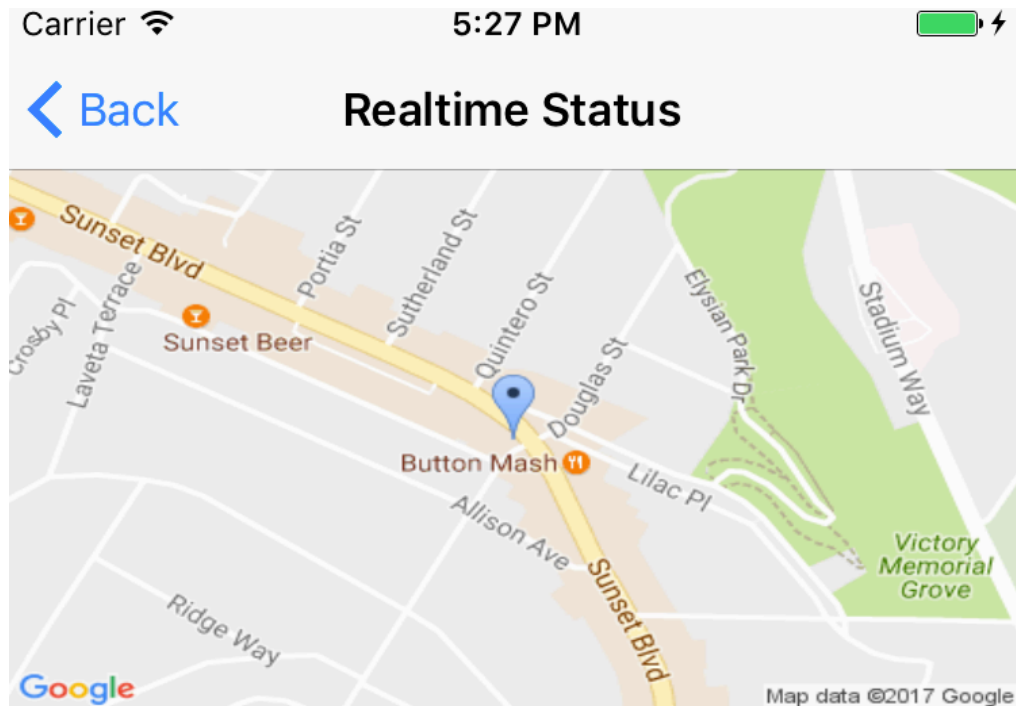 Carrier
5:27 PM
Back
Realtime Status
Sunset Blvd
Portia St
Sutherland St
Quintero St
Douglas St
Elysian Park Dr
Stadium Way
Crosby Pl
Laveta Terrace
Sunset Beer
Button Mash
Lilac Pl
Allison Ave
Sunset Blvd
Victory
Memorial
Grove
Ridge Way
Google
Map data ©2017 Google